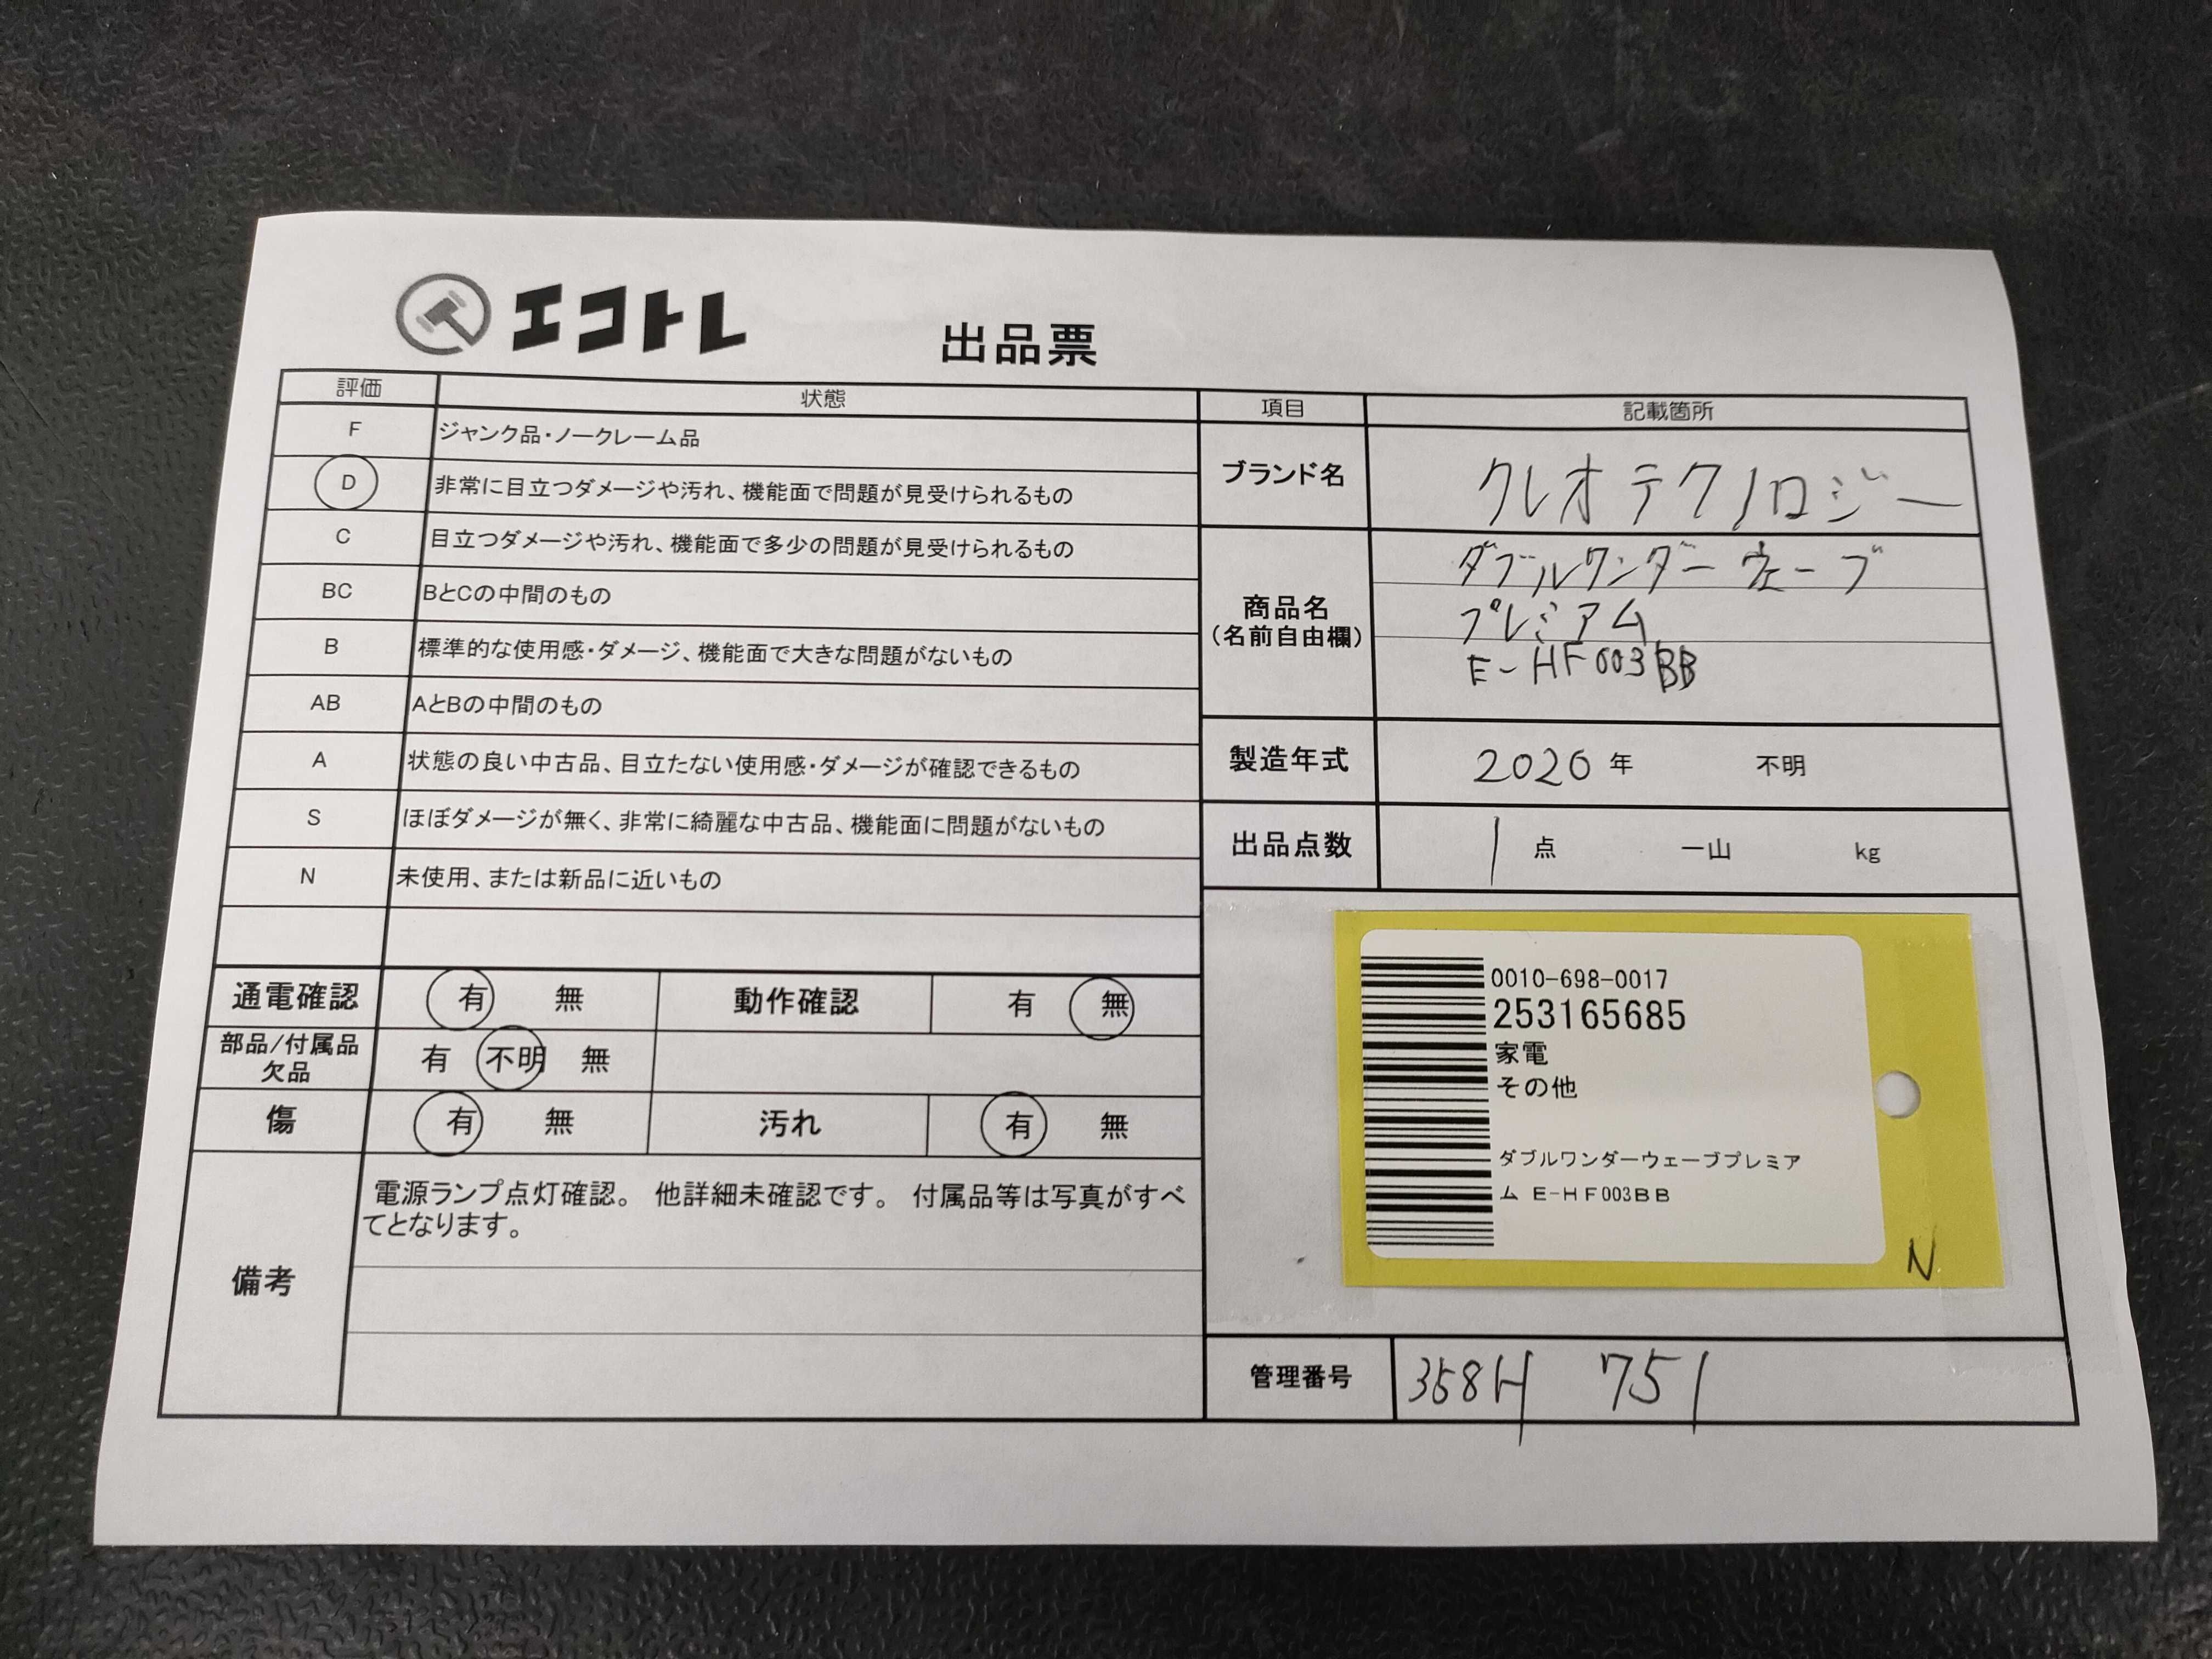 エコトレ
出品票
評価 状態
F ジャンク品・ノークレーム品
D 非常に目立つダメージや汚れ、機能面で問題が見受けられるもの
C 目立つダメージや汚れ、機能面で多少の問題が見受けられるもの
BC BとCの中間のもの
B 標準的な使用感・ダメージ、機能面で大きな問題がないもの
AB AとBの中間のもの
A 状態の良い中古品、目立たない使用感・ダメージが確認できるもの
S ほぼダメージが無く、非常に綺麗な中古品、機能面に問題がないもの
N 未使用、または新品に近いもの
通電確認 有 無 動作確認 有 無
部品/付属品
欠品
有 不明 無
傷 有 無 汚れ 有 無
備考
電源ランプ点灯確認。 他詳細未確認です。 付属品等は写真がすべ
てとなります。
項目 記載箇所
ブランド名 クレオテクノロジー
商品名
(名前自由欄)
ダブルワンダーウェーブ
プレミアム
E-HF003BB
製造年式 2020 年 不明
出品点数 1 点 一山 kg
0010-698-0017
253165685
家電
その他
ダブルワンダーウェーブプレミア
ム E-HF003BB
N
管理番号 358H 751